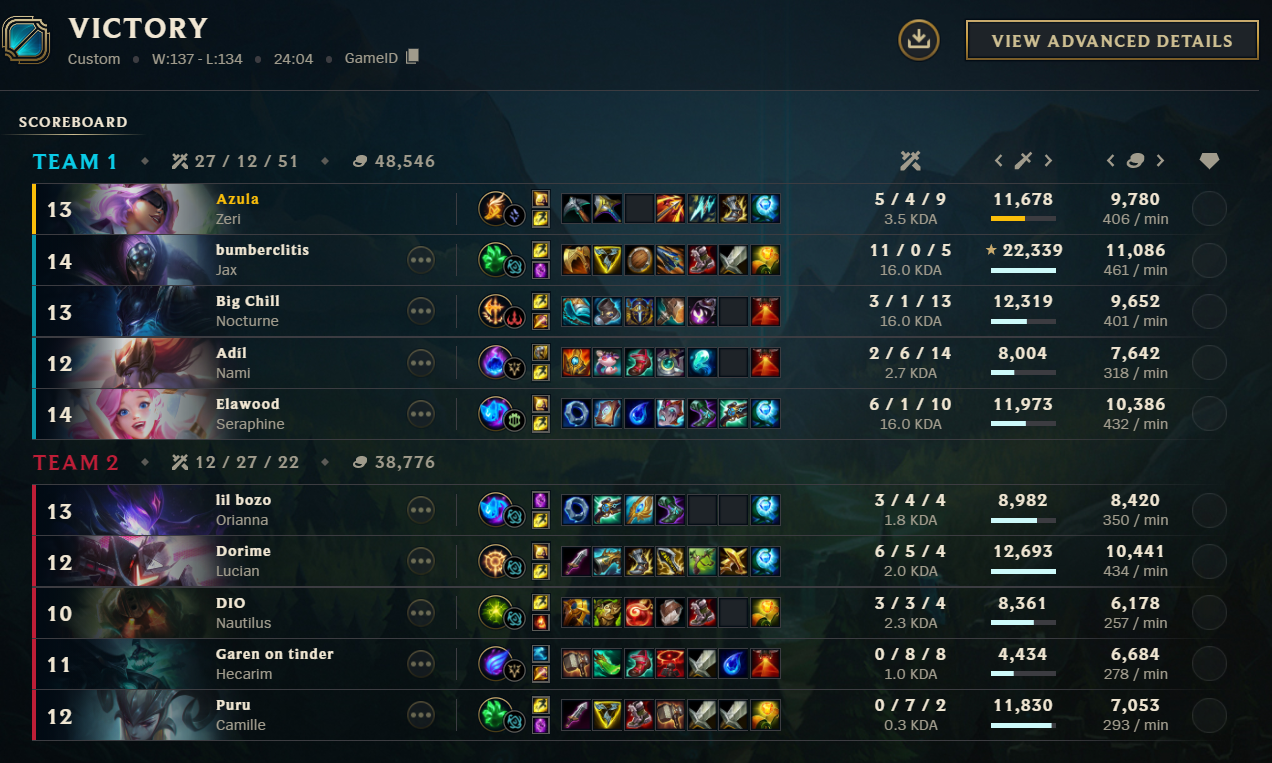 VICTORY
Custom • W:137 - L:134 • 24:04 • GameID
VIEW ADVANCED DETAILS
SCOREBOARD
TEAM 1 27 / 12 / 51 48,546
13 Azula 5 / 4 / 9 11,678 9,780
Zeri 3.5 KDA 406 / min
14 bumberclitis 11 / 0 / 5 22,339 11,086
Jax 16.0 KDA 461 / min
13 Big Chill 3 / 1 / 13 12,319 9,652
Nocturne 16.0 KDA 401 / min
12 Adil 2 / 6 / 14 8,004 7,642
Nami 2.7 KDA 318 / min
14 Elawood 6 / 1 / 10 11,973 10,386
Seraphine 16.0 KDA 432 / min
TEAM 2 12 / 27 / 22 38,776
13 lil bozo 3 / 4 / 4 8,982 8,420
Orianna 1.8 KDA 350 / min
12 Dorime 6 / 5 / 4 12,693 10,441
Lucian 2.0 KDA 434 / min
10 DIO 3 / 3 / 4 8,361 6,178
Nautilus 2.3 KDA 257 / min
11 Garen on tinder 0 / 8 / 8 4,434 6,684
Hecarim 1.0 KDA 278 / min
12 Puru 0 / 7 / 2 11,830 7,053
Camille 0.3 KDA 293 / min